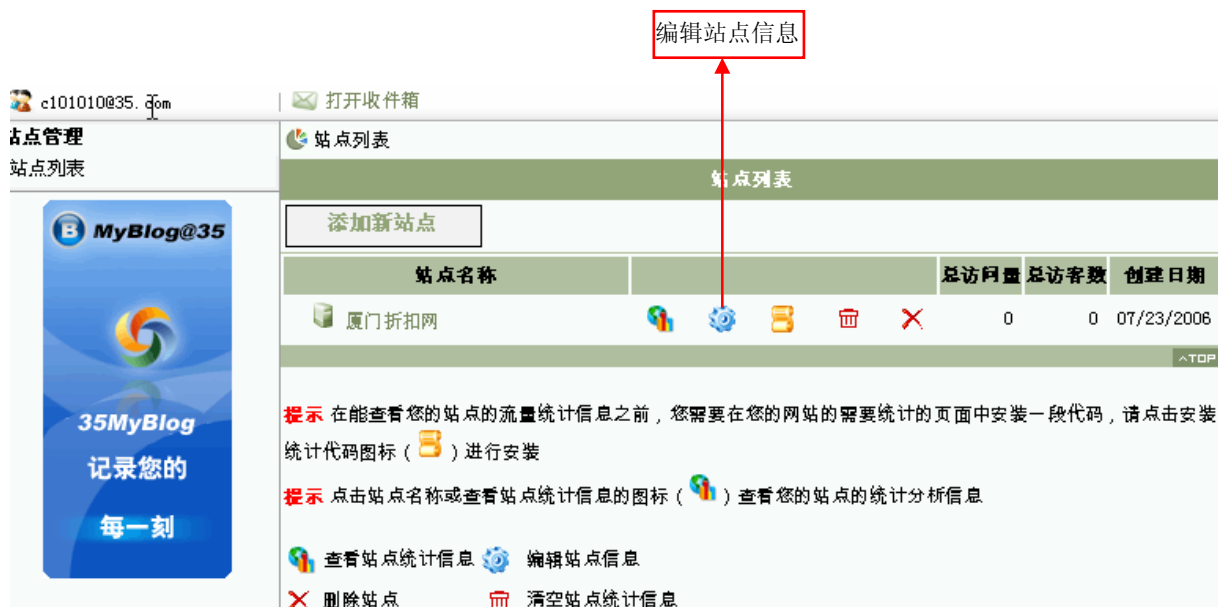 编辑站点信息
c101010@35.com
打开收件箱
站点管理
站点列表
站点列表
站点列表
MyBlog@35
添加新站点
站点名称 总访问量 总访客数 创建日期
厦门折扣网 0 0 07/23/2006
^TOP
提示 在能查看您的站点的流量统计信息之前，您需要在您的网站的需要统计的页面中安装一段代码，请点击安装
统计代码图标（ ）进行安装
提示 点击站点名称或查看站点统计信息的图标（ ）查看您的站点的统计分析信息
35MyBlog
记录您的
每一刻
查看站点统计信息 编辑站点信息
删除站点 清空站点统计信息